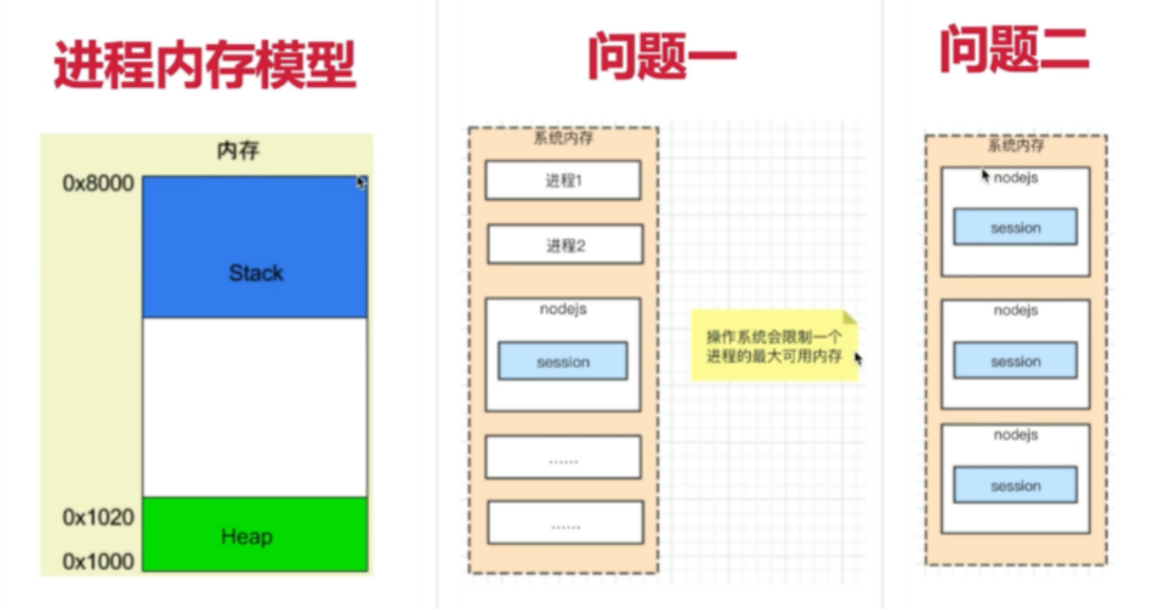 进程内存模型
内存
0x8000
Stack
0x1020
Heap
0x1000
问题一
系统内存
进程1
进程2
nodejs
session
......
......
操作系统会限制一个
进程的最大可用内存
问题二
系统内存
nodejs
session
nodejs
session
nodejs
session